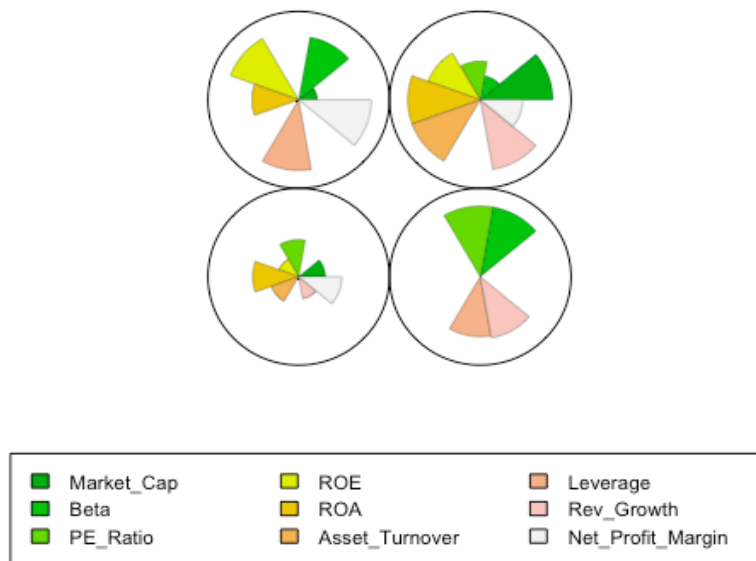 Market_Cap ROE Leverage
Beta ROA Rev_Growth
PE_Ratio Asset_Turnover Net_Profit_Margin